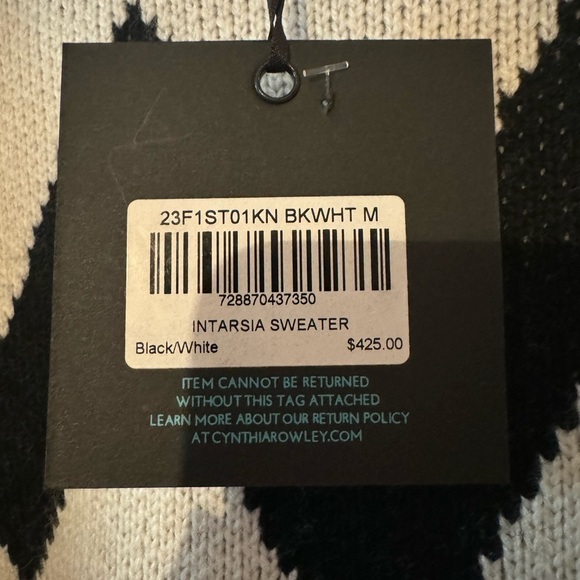 23F1ST01KN BKWHT M
728870437350
INTARSIA SWEATER
Black/White $425.00
ITEM CANNOT BE RETURNED
WITHOUT THIS TAG ATTACHED
LEARN MORE ABOUT OUR RETURN POLICY
AT CYNTHIAROWLEY.COM